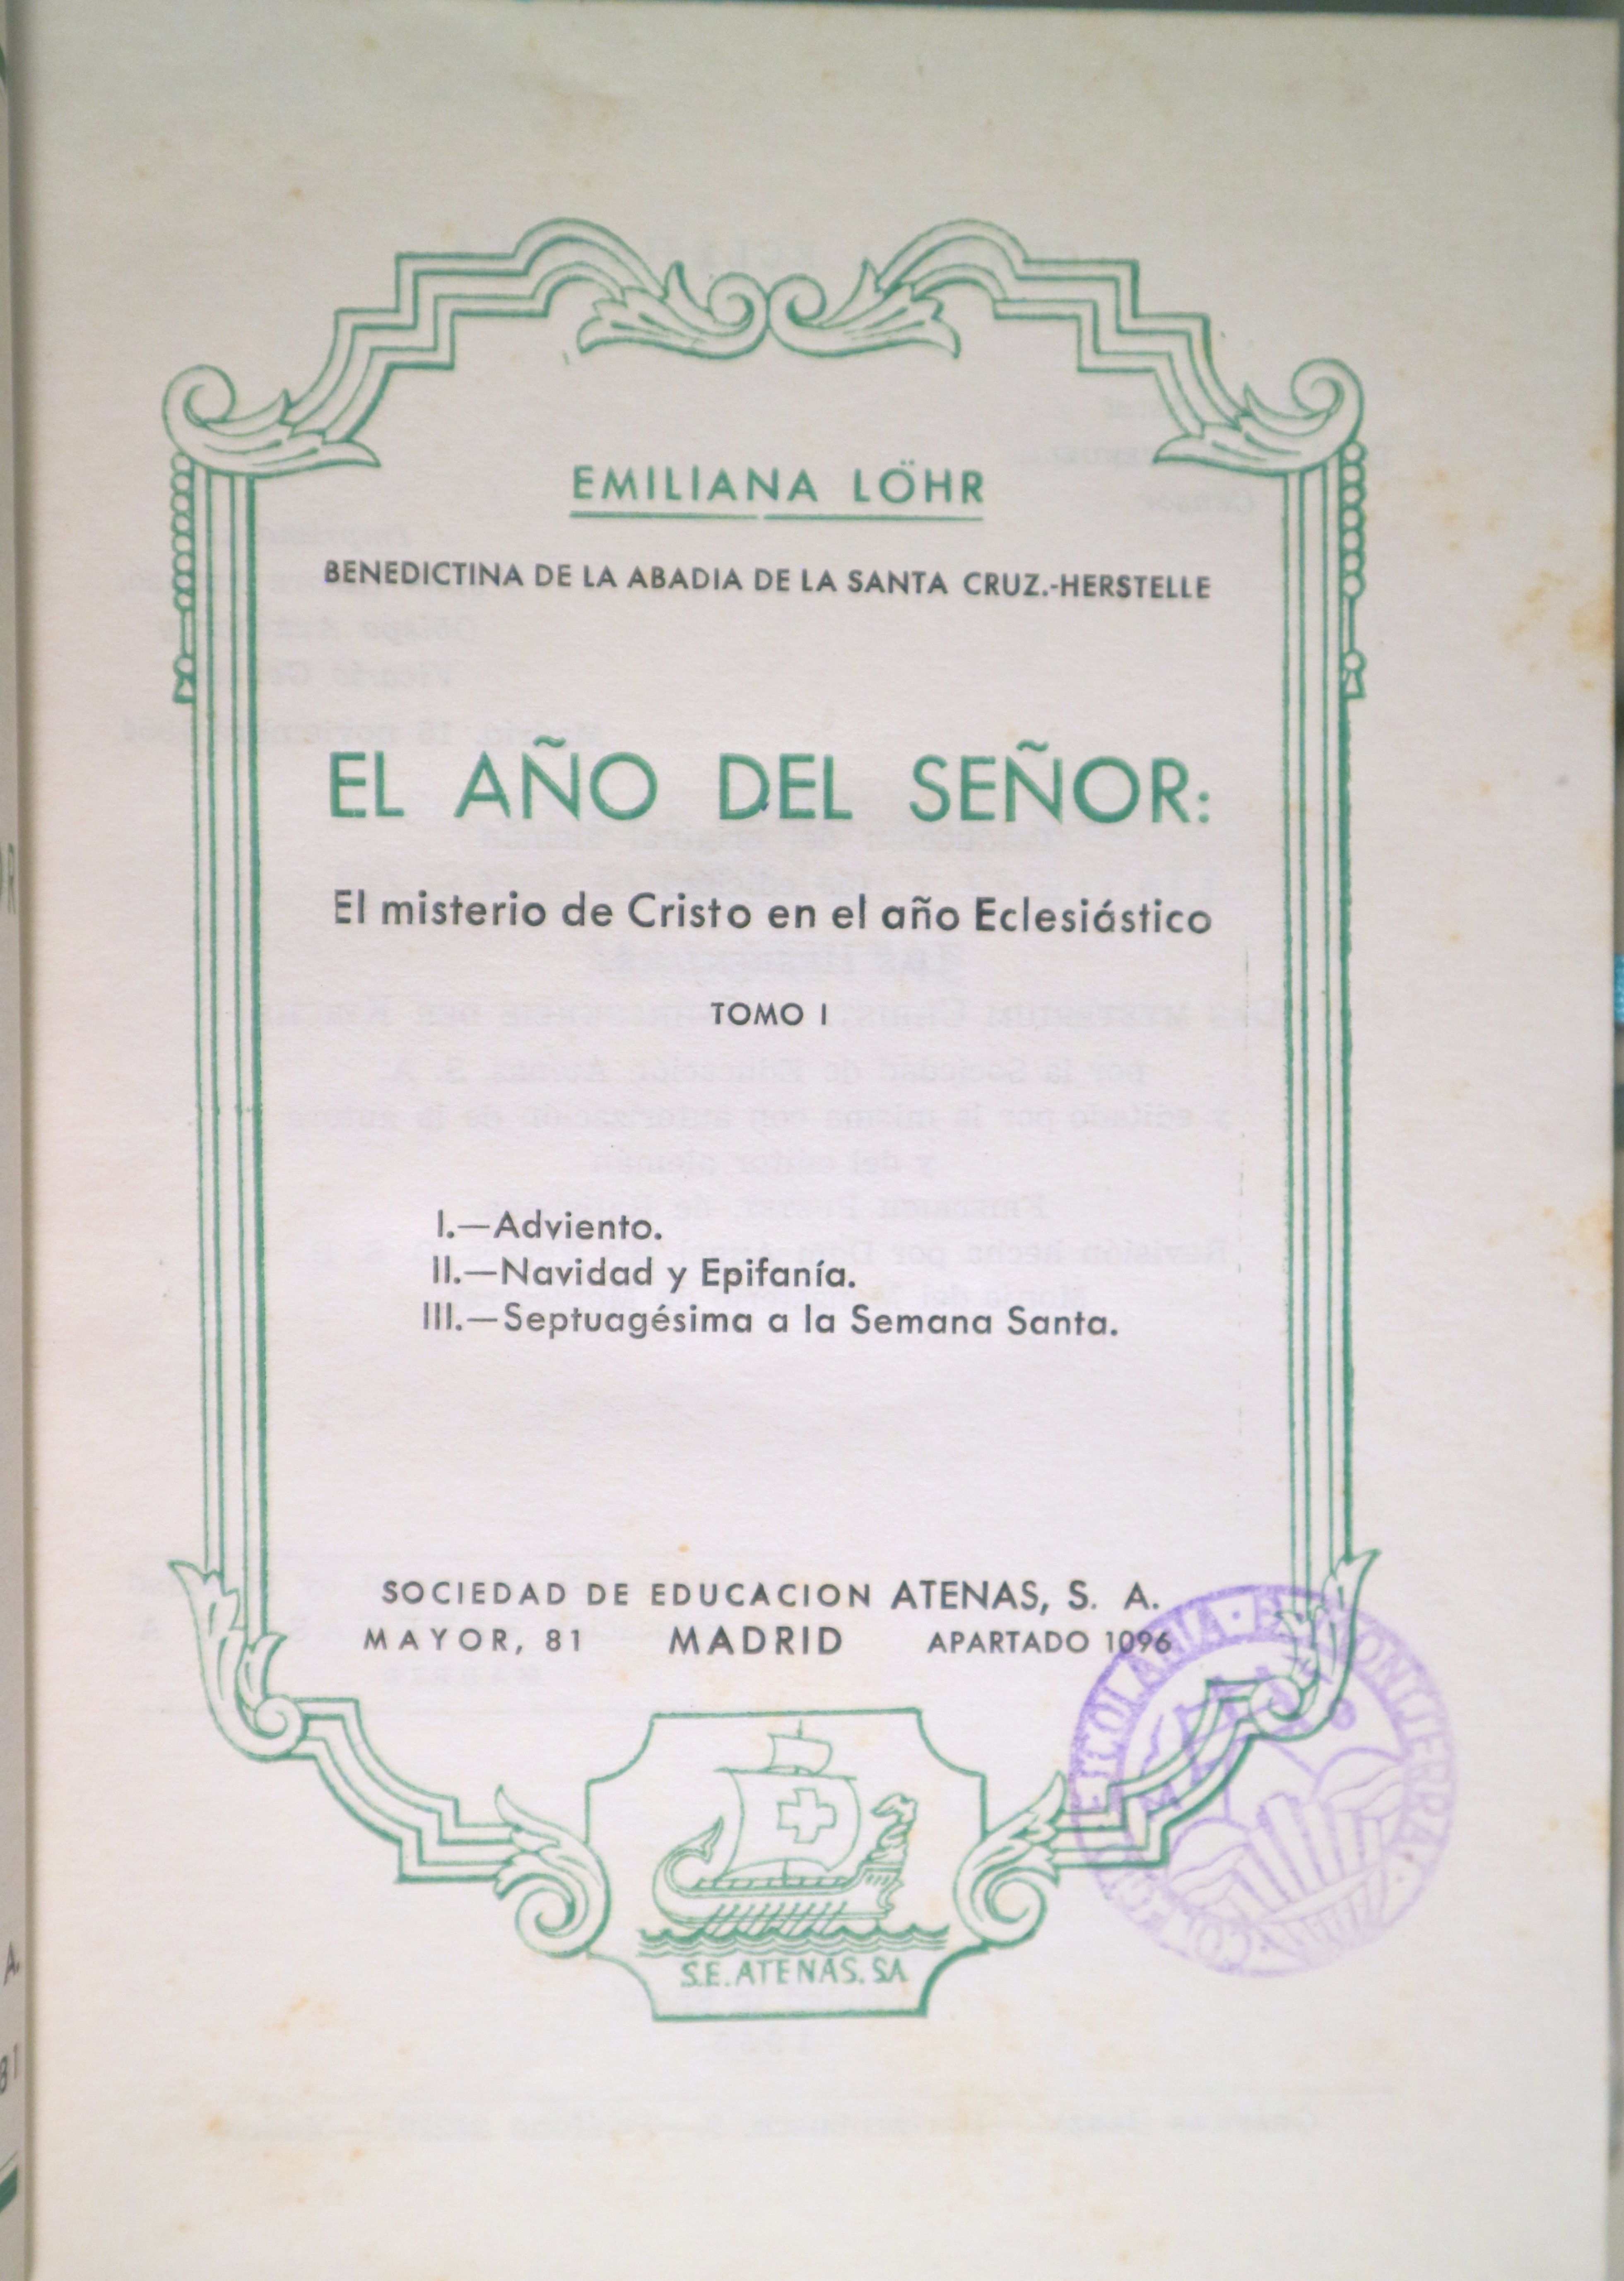 EMILIANA LÖHR
BENEDICTINA DE LA ABADIA DE LA SANTA CRUZ.-HERSTELLE
EL AÑO DEL SEÑOR:
El misterio de Cristo en el año Eclesiástico
TOMO I
I.—Adviento.
II.—Navidad y Epifanía.
III.—Septuagésima a la Semana Santa.
SOCIEDAD DE EDUCACION ATENAS, S. A.
MAYOR, 81 MADRID APARTADO 1096
S.E. ATENAS. SA